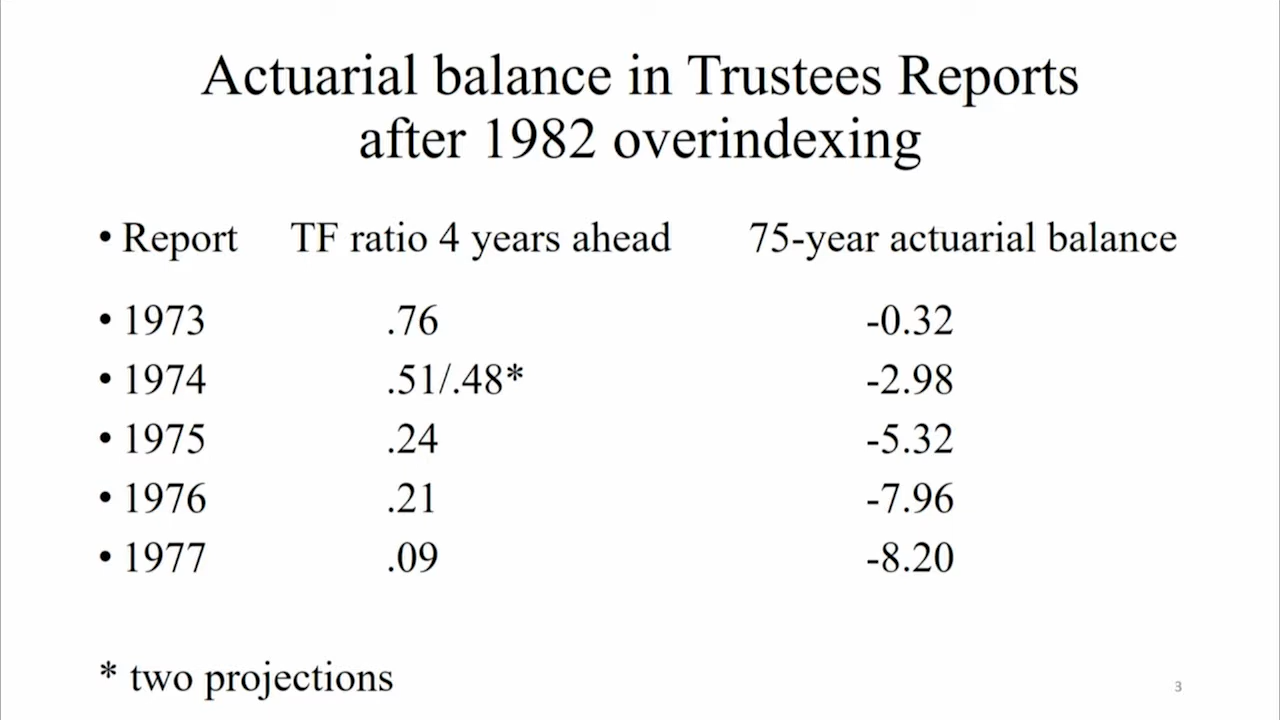 Actuarial balance in Trustees Reports
after 1982 overindexing
• Report TF ratio 4 years ahead 75-year actuarial balance
• 1973 .76 -0.32
• 1974 .51/.48* -2.98
• 1975 .24 -5.32
• 1976 .21 -7.96
• 1977 .09 -8.20
* two projections
3